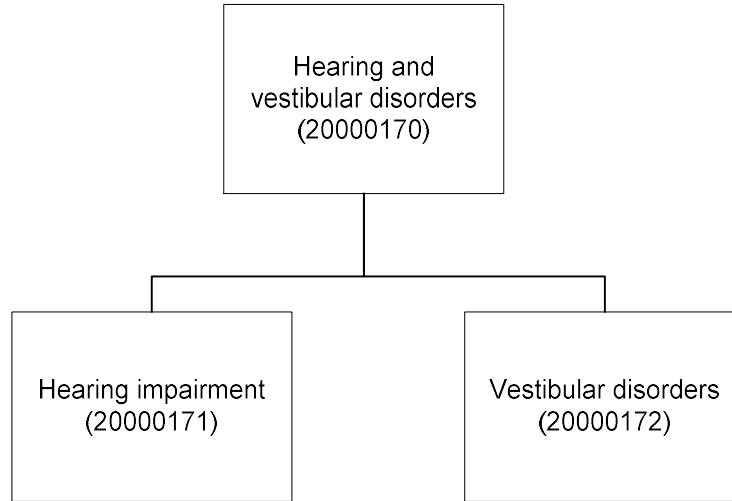 Hearing and
vestibular disorders
(20000170)
Hearing impairment
(20000171)
Vestibular disorders
(20000172)